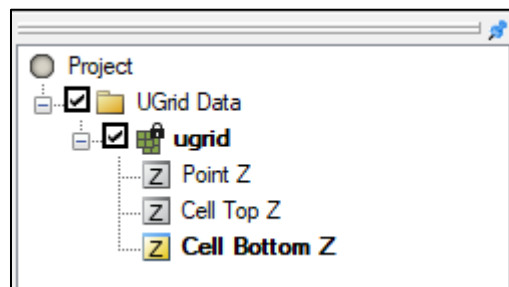 Project
UGrid Data
ugrid
Z Point Z
Z Cell Top Z
Z Cell Bottom Z